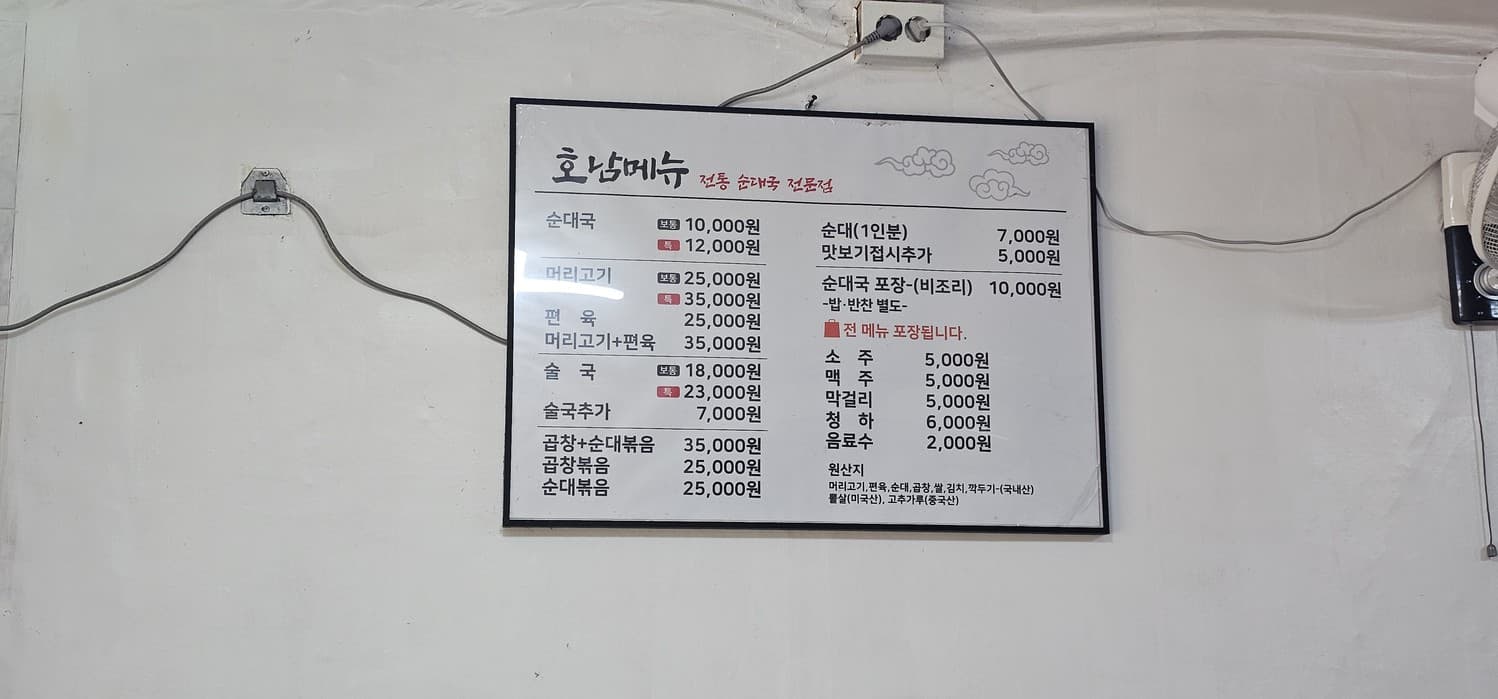 호남메뉴 전통 순대국 전문점
순대국 보통 10,000원
특 12,000원
머리고기 보통 25,000원
특 35,000원
편 육 25,000원
머리고기+편육 35,000원
술 국 보통 18,000원
특 23,000원
술국추가 7,000원
곱창+순대볶음 35,000원
곱창볶음 25,000원
순대볶음 25,000원
순대(1인분) 7,000원
맛보기접시추가 5,000원
순대국 포장-(비조리) 10,000원
-밥·반찬 별도-
전 메뉴 포장됩니다.
소 주 5,000원
맥 주 5,000원
막걸리 5,000원
청 하 6,000원
음료수 2,000원
원산지
머리고기,편육,순대,곱창,쌀,김치,깍두기-(국내산)
뽈살(미국산), 고추가루(중국산)